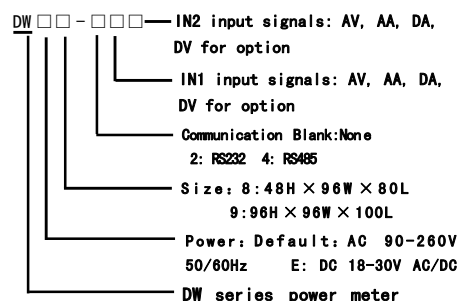 DW□□-□□□ IN2 input signals: AV, AA, DA,
DV for option
IN1 input signals: AV, AA, DA,
DV for option
Communication Blank:None
2: RS232 4: RS485
Size: 8:48H×96W×80L
9:96H×96W×100L
Power: Default: AC 90-260V
50/60Hz E: DC 18-30V AC/DC
DW series power meter